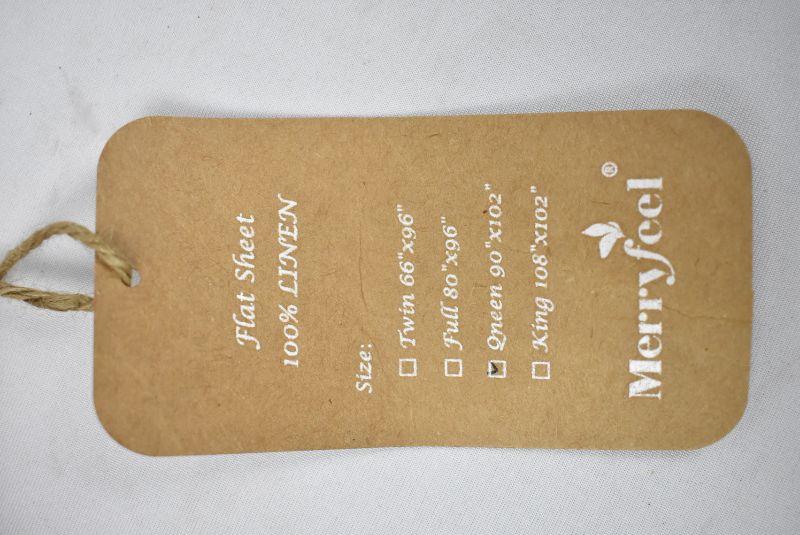 Flat Sheet
100% LINEN
Size:
☐ Twin 66"x96"
☐ Full 80"x96"
☑ Qneen 90"x102"
☐ King 108"x102"
Merryfeel®